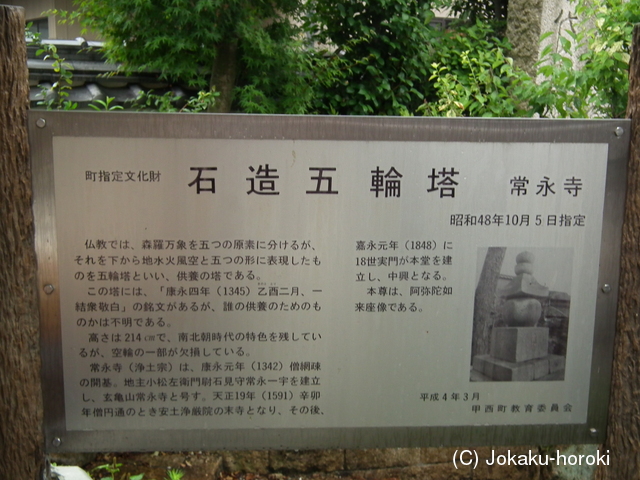 町指定文化財
石造五輪塔
常永寺
昭和48年10月5日指定
仏教では、森羅万象を五つの原素に分けるが、
それを下から地水火風空と五つの形に表現したも
のを五輪塔といい、供養の塔である。
この塔には、「康永四年（1345）乙酉二月、一
結衆敬白」の銘文があるが、誰の供養のためのも
のかは不明である。
高さは214㎝で、南北朝時代の特色を残してい
るが、空輪の一部が欠損している。
常永寺（浄土宗）は、康永元年（1342）僧綱疎
の開基。地主小松左衛門尉石見守常永一宇を建立
し、玄亀山常永寺と号す。天正19年（1591）辛卯
年僧円通のとき安土浄厳院の末寺となり、その後、
嘉永元年（1848）に
18世実門が本堂を建
立し、中興となる。
本尊は、阿弥陀如
来座像である。
平成4年3月
甲西町教育委員会
(C) Jokaku-horoki